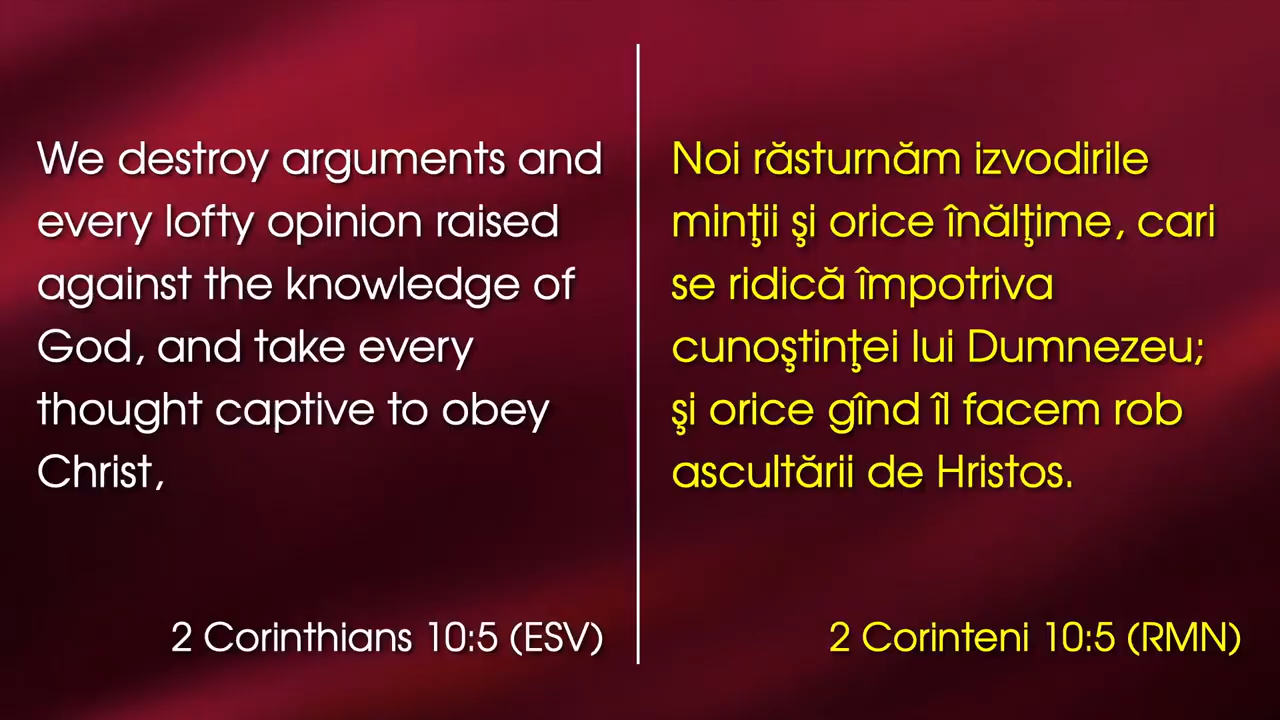 We destroy arguments and
every lofty opinion raised
against the knowledge of
God, and take every
thought captive to obey
Christ,
2 Corinthians 10:5 (ESV)
Noi răsturnăm izvodirile
minţii şi orice înălţime, cari
se ridică împotriva
cunoştinţei lui Dumnezeu;
şi orice gînd îl facem rob
ascultării de Hristos.
2 Corinteni 10:5 (RMN)